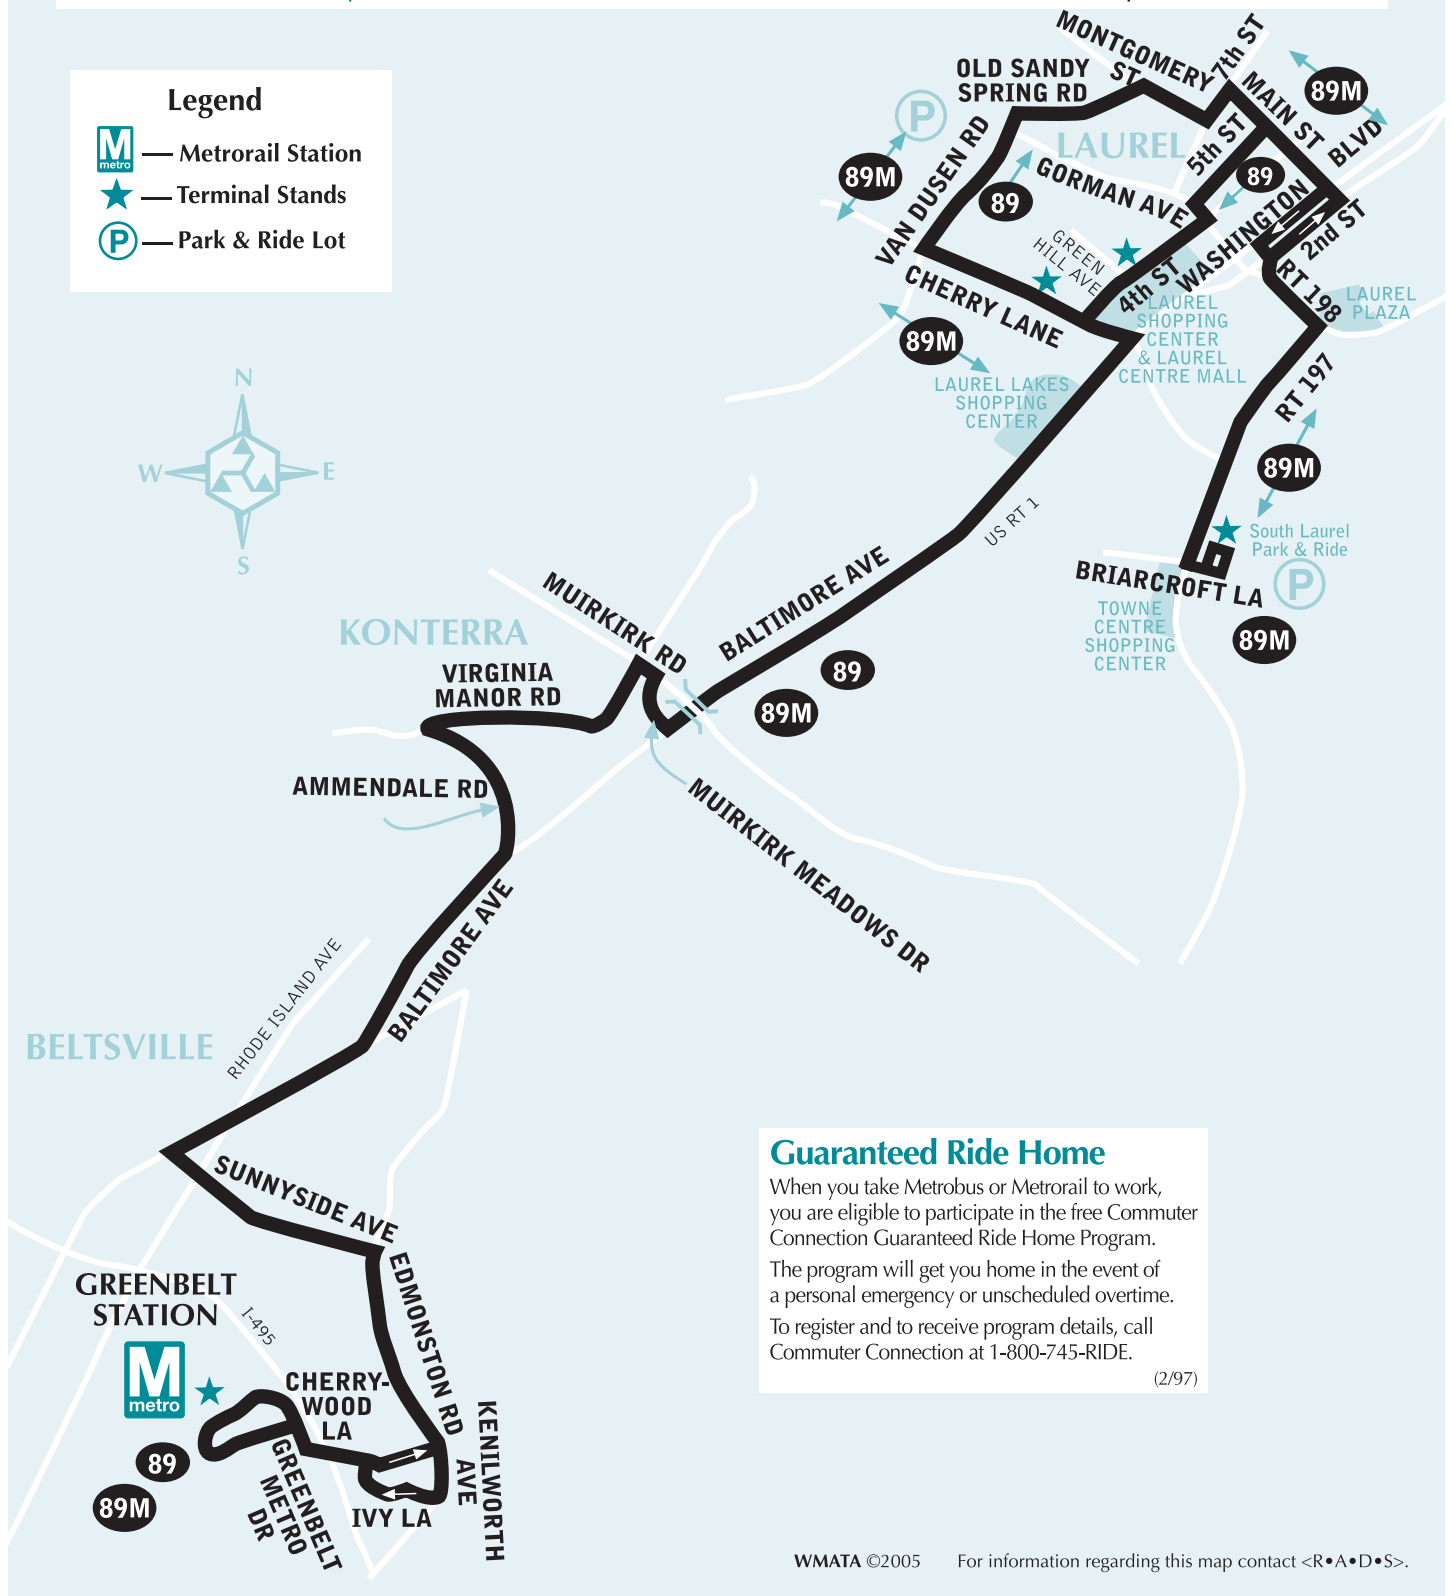 Legend
M
metro
Metrorail Station
Terminal Stands
P
Park & Ride Lot
N
W
E
S
MONTGOMERY
ST
7th ST
OLD SANDY
SPRING RD
MAIN ST
89M
BLVD
P
LAUREL
5th ST
VAN DUSEN RD
89M
89
GORMAN AVE
89
WASHINGTON
2nd ST
GREEN
HILL AVE
4th ST
RT 198
CHERRY LANE
LAUREL
SHOPPING
CENTER
& LAUREL
CENTRE MALL
LAUREL
PLAZA
89M
LAUREL LAKES
SHOPPING
CENTER
RT 197
89M
US RT 1
South Laurel
Park & Ride
P
BRIARCROFT LA
TOWNE
CENTRE
SHOPPING
CENTER
89M
BALTIMORE AVE
MUIRKIRK RD
KONTERRA
VIRGINIA
MANOR RD
89
89M
AMMENDALE RD
MUIRKIRK MEADOWS DR
BALTIMORE AVE
RHODE ISLAND AVE
BELTSVILLE
SUNNYSIDE AVE
EDMONSTON RD
GREENBELT
STATION
M
metro
I-495
CHERRY-
WOOD
LA
KENILWORTH
AVE
89
89M
GREENBELT
METRO
DR
IVY LA
Guaranteed Ride Home
When you take Metrobus or Metrorail to work,
you are eligible to participate in the free Commuter
Connection Guaranteed Ride Home Program.
The program will get you home in the event of
a personal emergency or unscheduled overtime.
To register and to receive program details, call
Commuter Connection at 1-800-745-RIDE.
(2/97)
WMATA ©2005 For information regarding this map contact <R•A•D•S>.